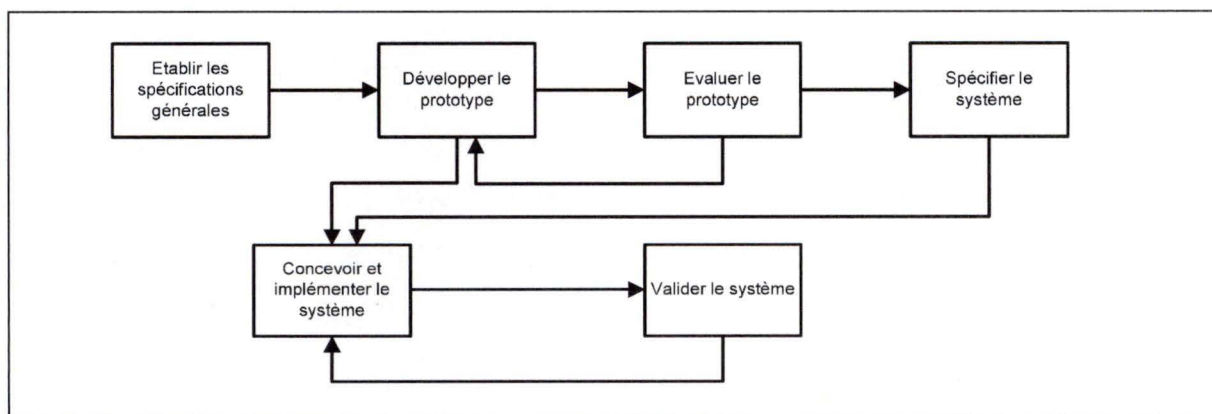 Etablir les
spécifications
générales
Développer le
prototype
Evaluer le
prototype
Spécifier le
système
Concevoir et
implémenter le
système
Valider le système